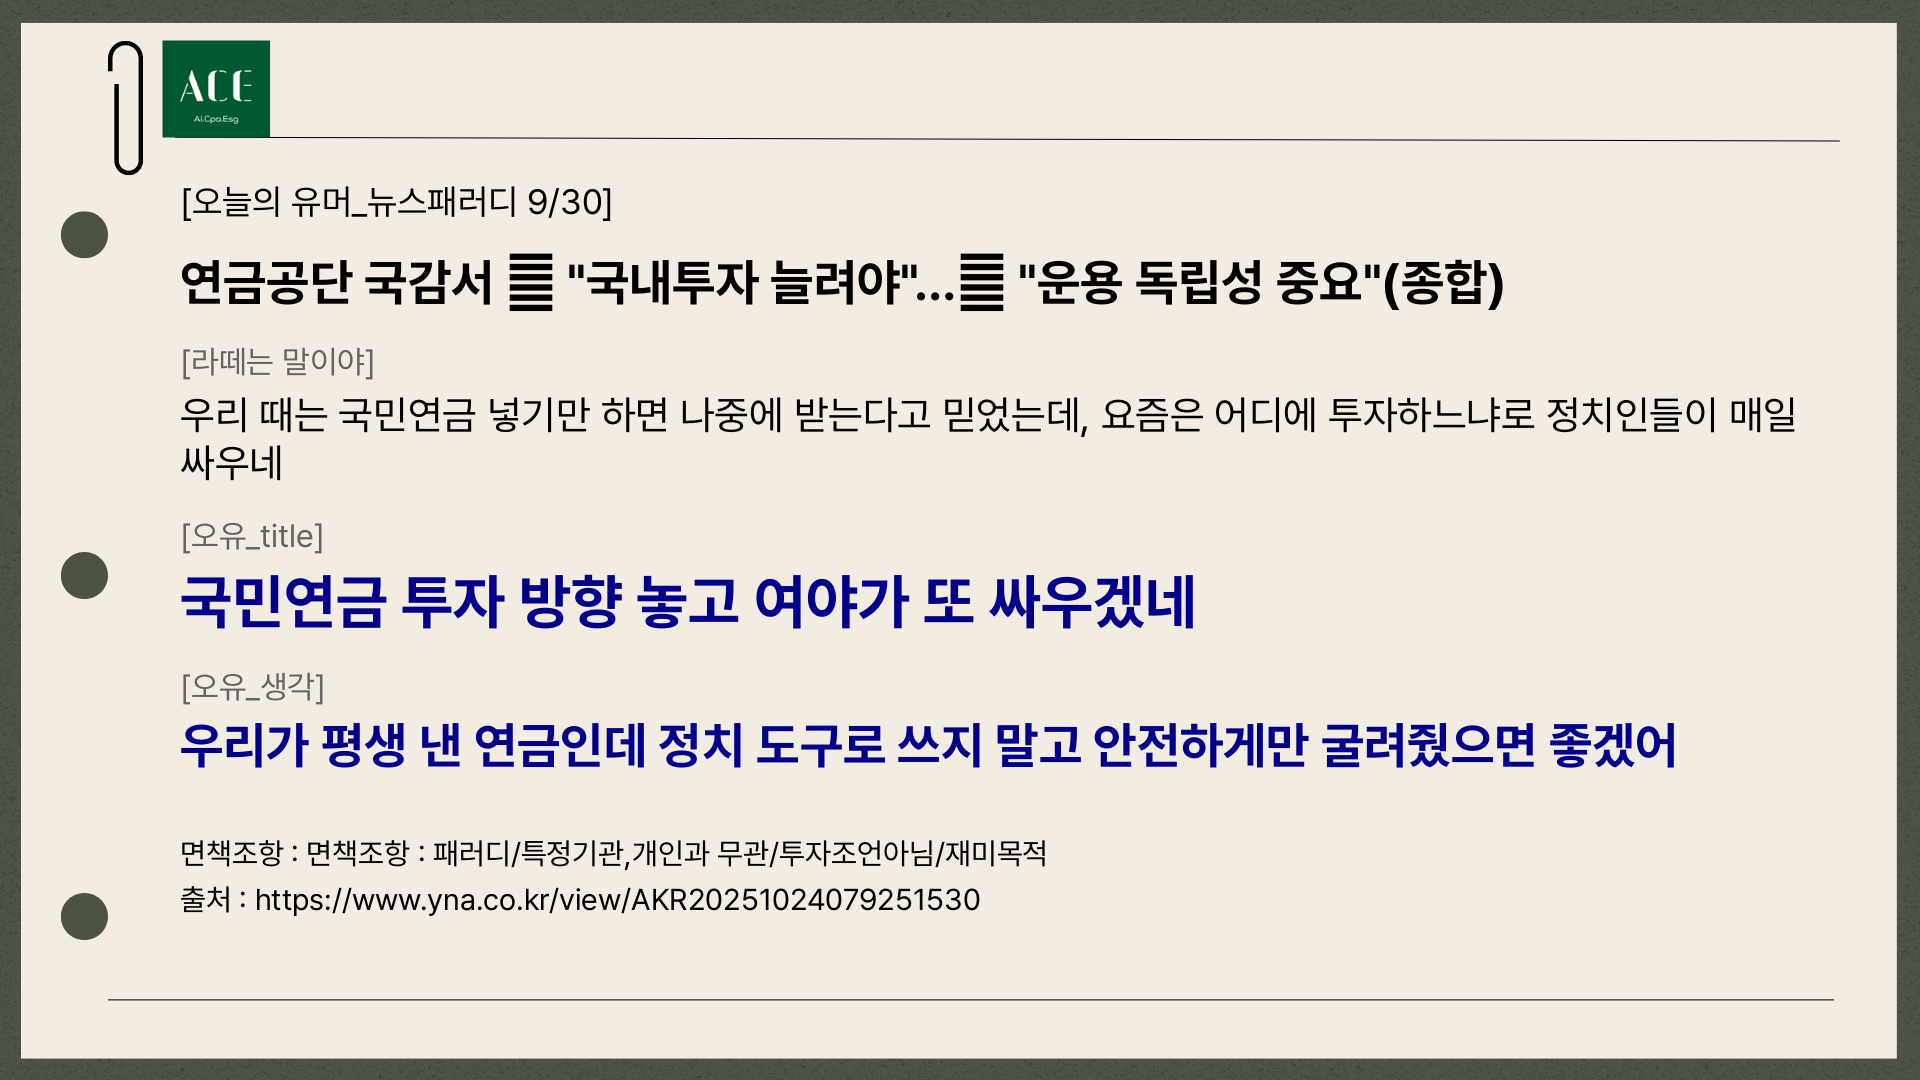 ACE
Ai.Cpa.Esg
[오늘의 유머_뉴스패러디 9/30]
연금공단 국감서 "국내투자 늘려야"... "운용 독립성 중요"(종합)
[라떼는 말이야]
우리 때는 국민연금 넣기만 하면 나중에 받는다고 믿었는데, 요즘은 어디에 투자하느냐로 정치인들이 매일
싸우네
[오유_title]
국민연금 투자 방향 놓고 여야가 또 싸우겠네
[오유_생각]
우리가 평생 낸 연금인데 정치 도구로 쓰지 말고 안전하게만 굴려줬으면 좋겠어
면책조항 : 면책조항 : 패러디/특정기관,개인과 무관/투자조언아님/재미목적
출처 : https://www.yna.co.kr/view/AKR20251024079251530